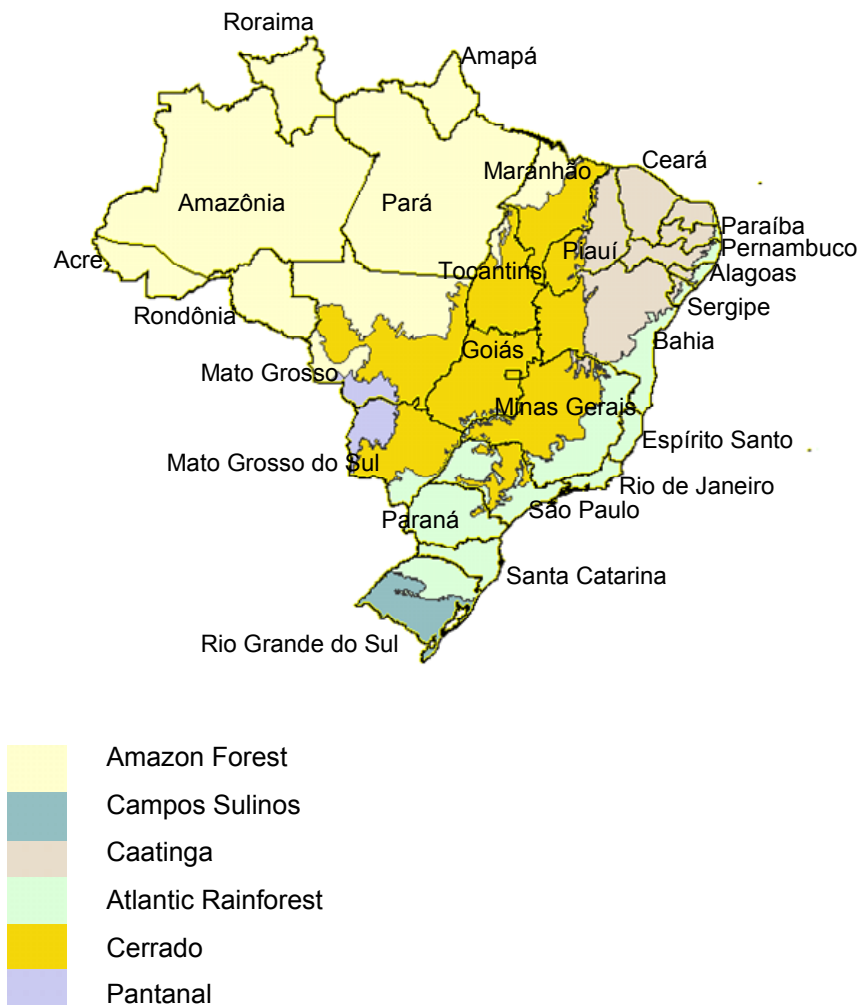 Roraima
Amapá
Ceará
Maranhão
Amazônia
Pará
Paraíba
Pernambuco
Piauí
Acre
Tocantins
Alagoas
Sergipe
Rondônia
Bahia
Goiás
Mato Grosso
Minas Gerais
Espírito Santo
Mato Grosso do Sul
Rio de Janeiro
São Paulo
Paraná
Santa Catarina
Rio Grande do Sul
Amazon Forest
Campos Sulinos
Caatinga
Atlantic Rainforest
Cerrado
Pantanal